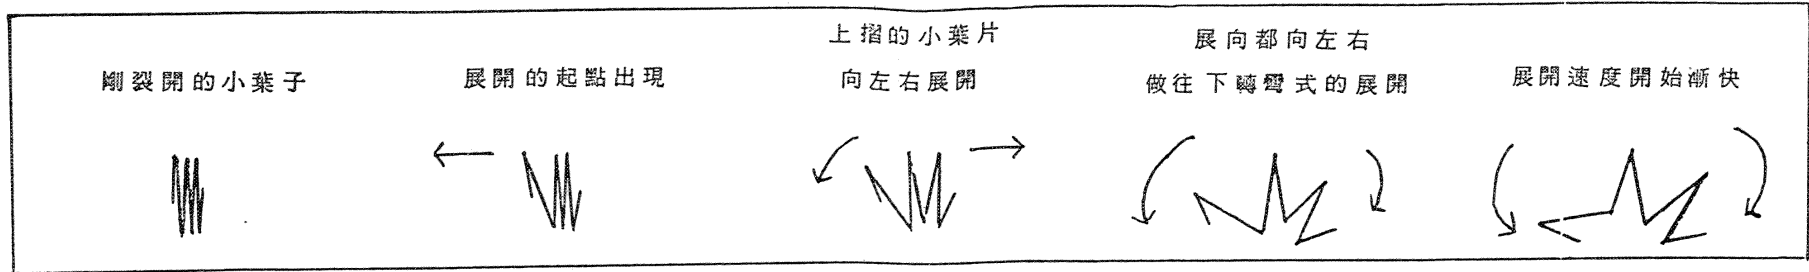 剛裂開的小葉子
展開的起點出現
上摺的小葉片
向左右展開
展向都向左右
做往下轉彎式的展開
展開速度開始漸快